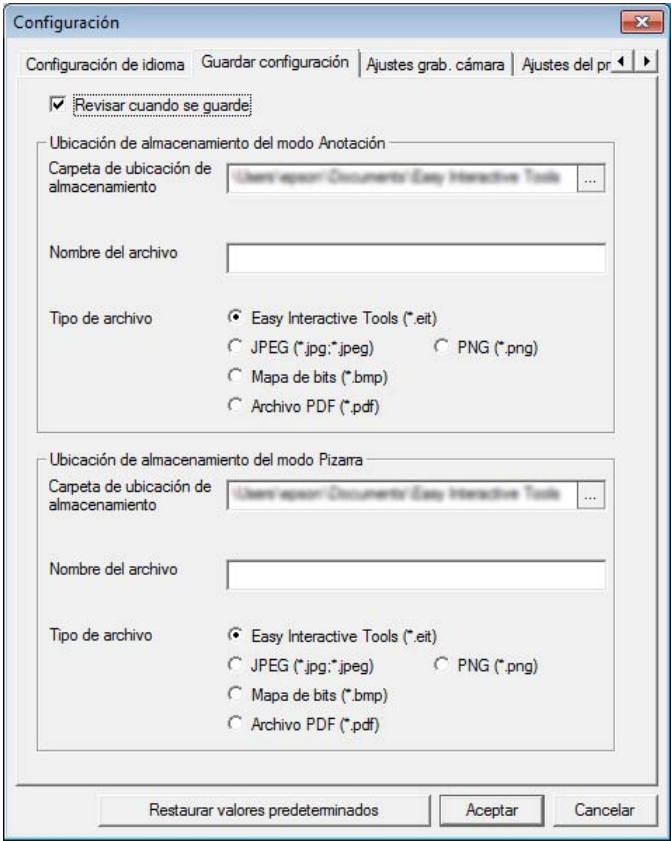 Configuración
Configuración de idioma Guardar configuración Ajustes grab. cámara Ajustes del pr
Revisar cuando se guarde
Ubicación de almacenamiento del modo Anotación
Carpeta de ubicación de
almacenamiento
...
Nombre del archivo
Tipo de archivo
Easy Interactive Tools (*.eit)
JPEG (*.jpg:*.jpeg) PNG (*.png)
Mapa de bits (*.bmp)
Archivo PDF (*.pdf)
Ubicación de almacenamiento del modo Pizarra
Carpeta de ubicación de
almacenamiento
...
Nombre del archivo
Tipo de archivo
Easy Interactive Tools (*.eit)
JPEG (*.jpg:*.jpeg) PNG (*.png)
Mapa de bits (*.bmp)
Archivo PDF (*.pdf)
Restaurar valores predeterminados Aceptar Cancelar